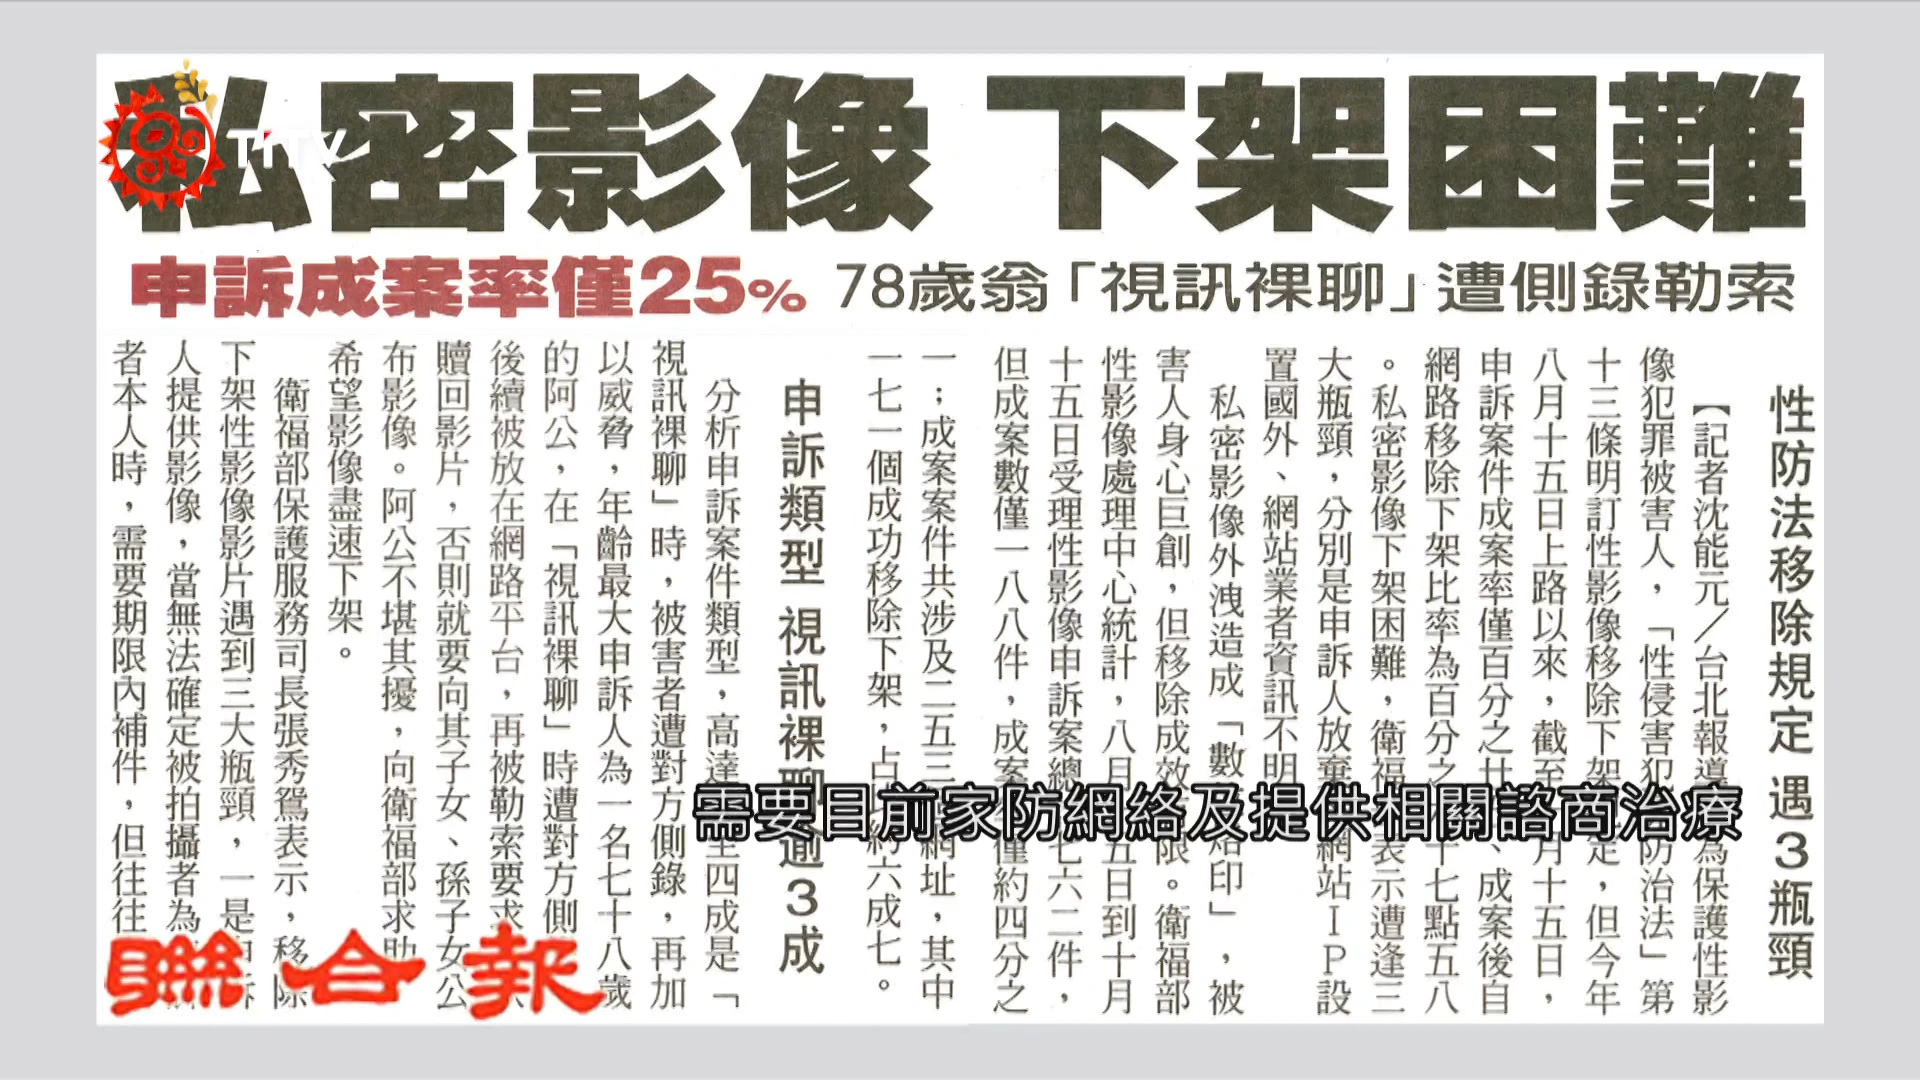 私密影像 下架困難
TITV
申訴成案率僅25% 78歲翁「視訊裸聊」遭側錄勒索
性防法移除規定 遇3瓶頸
【記者沈能元/台北報導】為保護性影
像犯罪被害人,「性侵害犯防治法」第
十三條明訂性影像移除下架定,但今年
八月十五日上路以來,截至月十五日,
申訴案件成案率僅百分之廿、成案後自
網路移除下架比率為百分之十七點五八
。私密影像下架困難,衛福表示遭逢三
大瓶頸,分別是申訴人放棄網站IP設
置國外、網站業者資訊不明
私密影像外洩造成「數烙印」,被
害人身心巨創,但移除成效限。衛福部
性影像處理中心統計,八月五日到十月
十五日受理性影像申訴案總七六二件,
但成案數僅一八八件,成案僅約四分之
一;成案案件共涉及二五三網址,其中
一七一個成功移除下架,占約六成七。
申訴類型 視訊裸聊逾3成
分析申訴案件類型,高達至四成是「
視訊裸聊」時,被害者遭對方側錄,再加
以威脅,年齡最大申訴人為一名七十八歲
的阿公,在「視訊裸聊」時遭對方側
後續被放在網路平台,再被勒索要求
贖回影片,否則就要向其子女、孫子女公
布影像。阿公不堪其擾,向衛福部求助
希望影像盡速下架。
衛福部保護服務司長張秀鴛表示,移除
下架性影像影片遇到三大瓶頸,一是申訴
人提供影像,當無法確定被拍攝者為
者本人時,需要期限內補件,但往往
需要目前家防網絡及提供相關諮商治療
聯合報